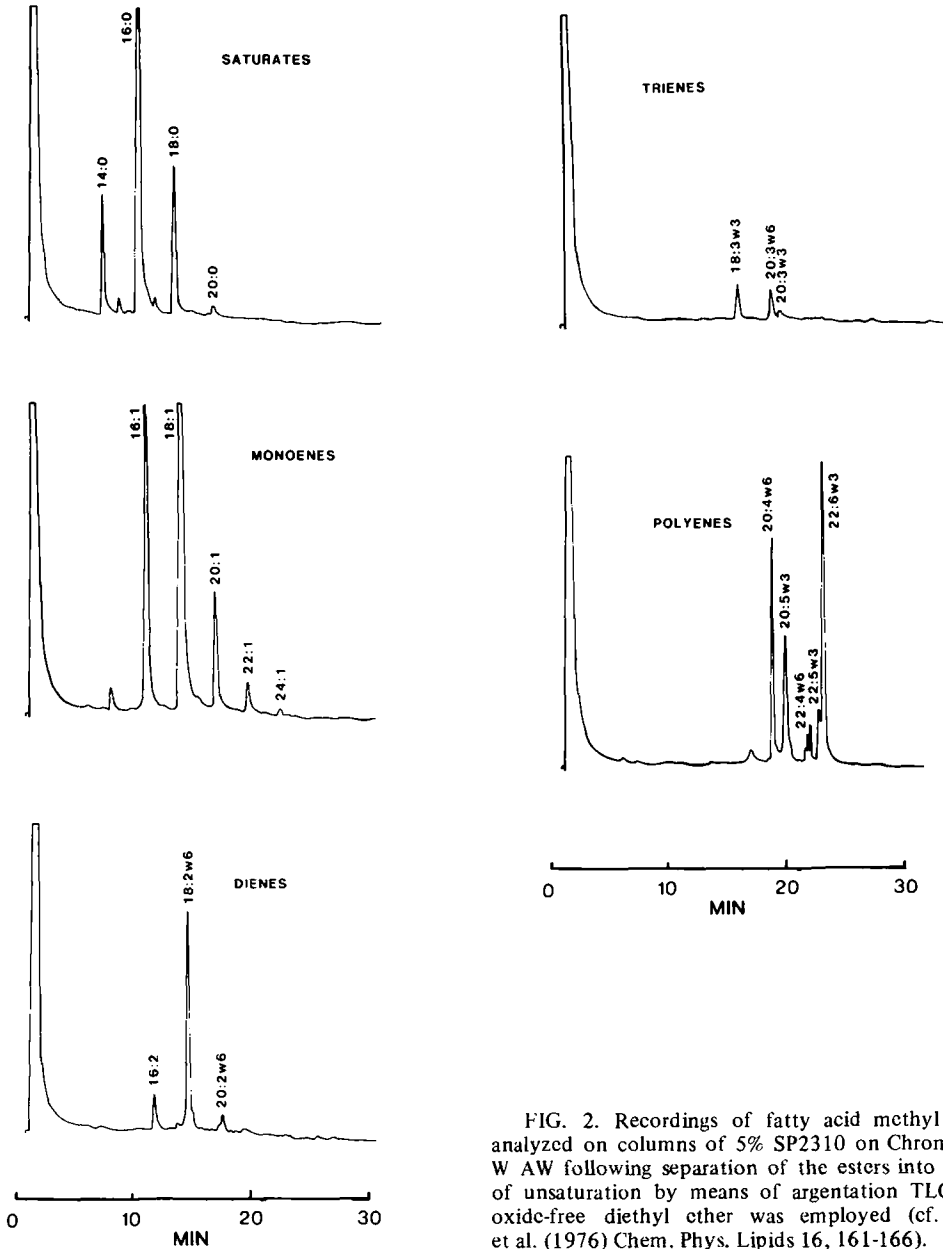 SATURATES
14:0
16:0
18:0
20:0
MONOENES
16:1
18:1
20:1
22:1
24:1
DIENES
16:2
18:2w6
20:2w6
0 10 20 30
MIN
TRIENES
18:3w3
20:3w6
20:3w3
POLYENES
20:4w6
20:5w3
22:4w6
22:5w3
22:6w3
0 10 20 30
MIN
FIG. 2. Recordings of fatty acid methyl
analyzed on columns of 5% SP2310 on Chrom
W AW following separation of the esters into
of unsaturation by means of argentation TLC
oxide-free diethyl ether was employed (cf.
et al. (1976) Chem. Phys. Lipids 16, 161-166).